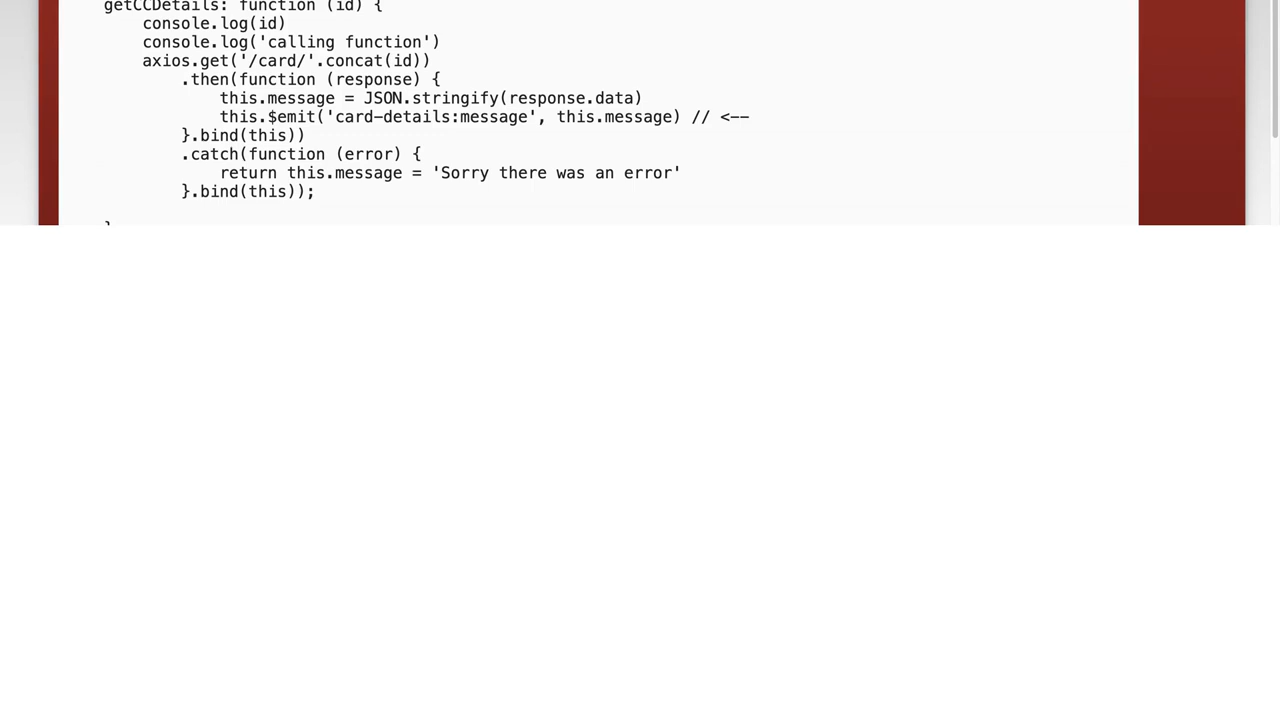 getCCDetails: function (id) {
console.log(id)
console.log('calling function')
axios.get('/card/'.concat(id))
.then(function (response) {
this.message = JSON.stringify(response.data)
this.$emit('card-details:message', this.message) // <--
}.bind(this))
.catch(function (error) {
return this.message = 'Sorry there was an error'
}.bind(this));
}